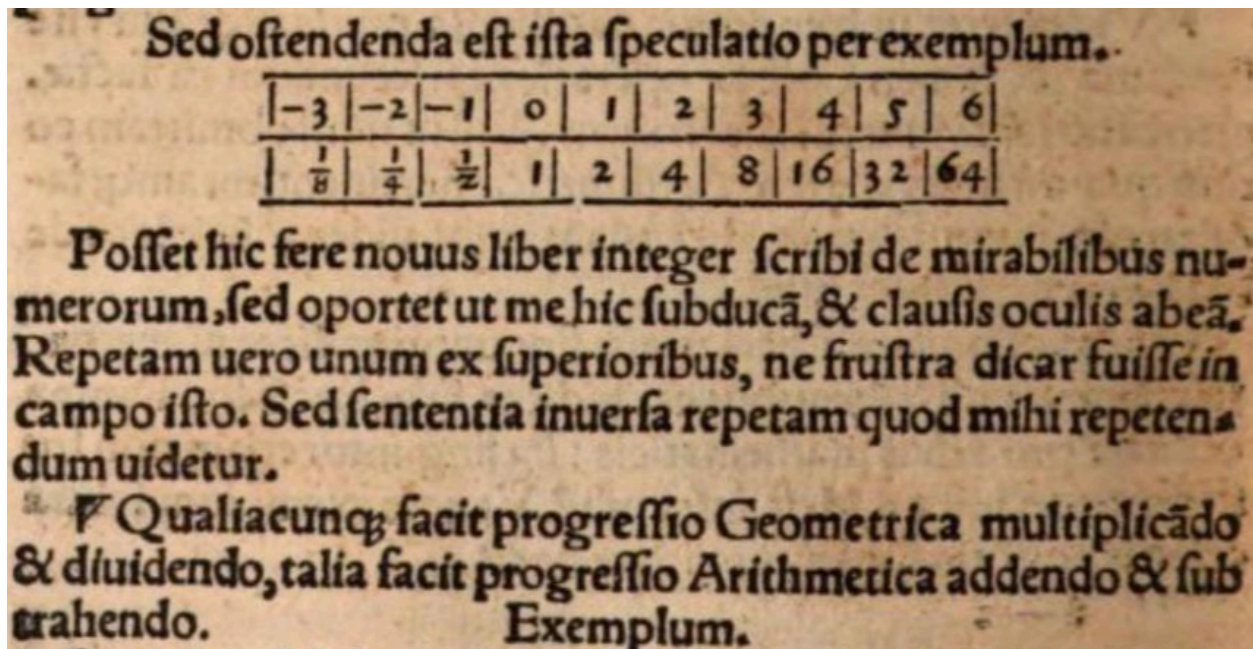 Sed oſtendenda eſt iſta ſpeculatio per exemplum.
|-3|-2|-1| 0| 1| 2| 3| 4| 5| 6|
| 1/8| 1/4| 1/2| 1| 2| 4| 8|16|32|64|
Poſſet hic fere nouus liber integer ſcribi de mirabilibus nu-
merorum, ſed oportet ut me hic ſubducā, & clauſis oculis abeā.
Repetam uero unum ex ſuperioribus, ne fruſtra dicar fuiſſe in
campo iſto. Sed ſententia inuerſa repetam quod mihi repeten-
dum uidetur.
Qualiacunqꝫ facit progreſſio Geometrica multiplicādo
& diuidendo, talia facit progreſſio Arithmetica addendo & ſub
trahendo. Exemplum.